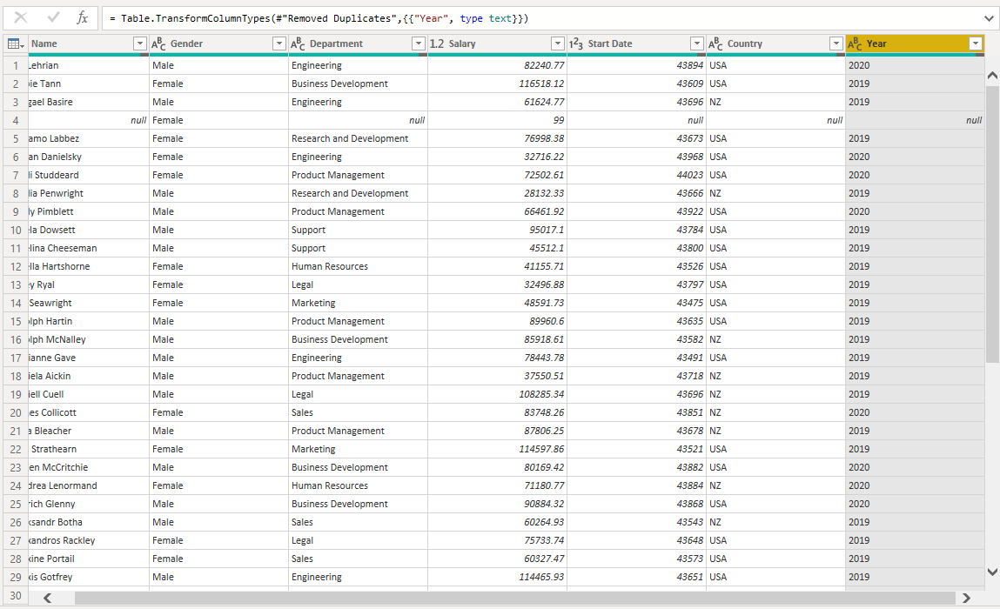 fx = Table.TransformColumnTypes(#"Removed Duplicates",{{"Year", type text}})
Name ABC Gender ABC Department 1.2 Salary 123 Start Date ABC Country ABC Year
1 Lehrian Male Engineering 82240.77 43894 USA 2020
2 ie Tann Female Business Development 116518.12 43609 USA 2019
3 gael Basire Male Engineering 61624.77 43696 NZ 2019
4 null Female null 99 null null null
5 amo Labbez Female Research and Development 76998.38 43673 USA 2019
6 an Danielsky Female Engineering 32716.22 43968 USA 2020
7 li Studdeard Female Product Management 72502.61 44023 USA 2020
8 lia Penwright Male Research and Development 28132.33 43666 NZ 2019
9 ly Pimblett Male Product Management 66461.92 43922 USA 2020
10 la Dowsett Male Support 95017.1 43784 USA 2019
11 lina Cheeseman Male Support 45512.1 43800 USA 2019
12 lla Hartshorne Female Human Resources 41155.71 43526 USA 2019
13 y Ryal Female Legal 32496.88 43797 USA 2019
14 Seawright Female Marketing 48591.73 43475 USA 2019
15 lph Hartin Male Product Management 89960.6 43635 USA 2019
16 lph McNalley Male Business Development 85918.61 43582 NZ 2019
17 ianne Gave Male Engineering 78443.78 43491 USA 2019
18 iela Aickin Male Product Management 37550.51 43718 NZ 2019
19 iell Cuell Male Legal 108285.34 43696 NZ 2019
20 es Collicott Female Sales 83748.26 43851 NZ 2020
21 a Bleacher Male Product Management 87806.25 43678 NZ 2019
22 Strathearn Female Marketing 114597.86 43521 USA 2019
23 en McCritchie Male Business Development 80169.42 43882 USA 2020
24 drea Lenormand Female Human Resources 71180.77 43884 NZ 2020
25 rich Glenny Male Business Development 90884.32 43868 USA 2020
26 ksandr Botha Male Sales 60264.93 43543 NZ 2019
27 xandros Rackley Female Legal 75733.74 43648 USA 2019
28 xine Portail Female Sales 60327.47 43573 USA 2019
29 xis Gotfrey Male Engineering 114465.93 43651 USA 2019
30